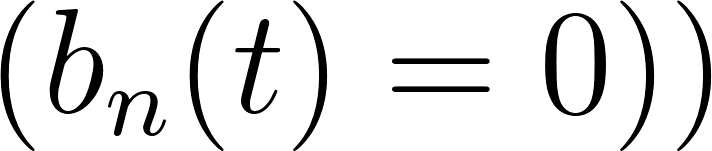 (b_n(t) = 0))